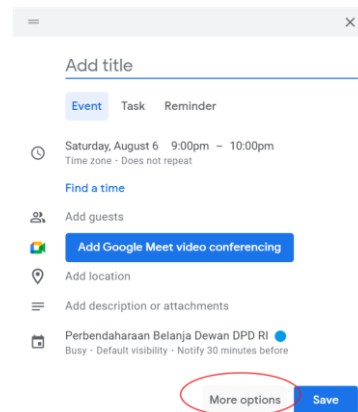 Add title
Event Task Reminder
Saturday, August 6 9:00pm – 10:00pm
Time zone · Does not repeat
Find a time
Add guests
Add Google Meet video conferencing
Add location
Add description or attachments
Perbendaharaan Belanja Dewan DPD RI
Busy · Default visibility · Notify 30 minutes before
More options Save